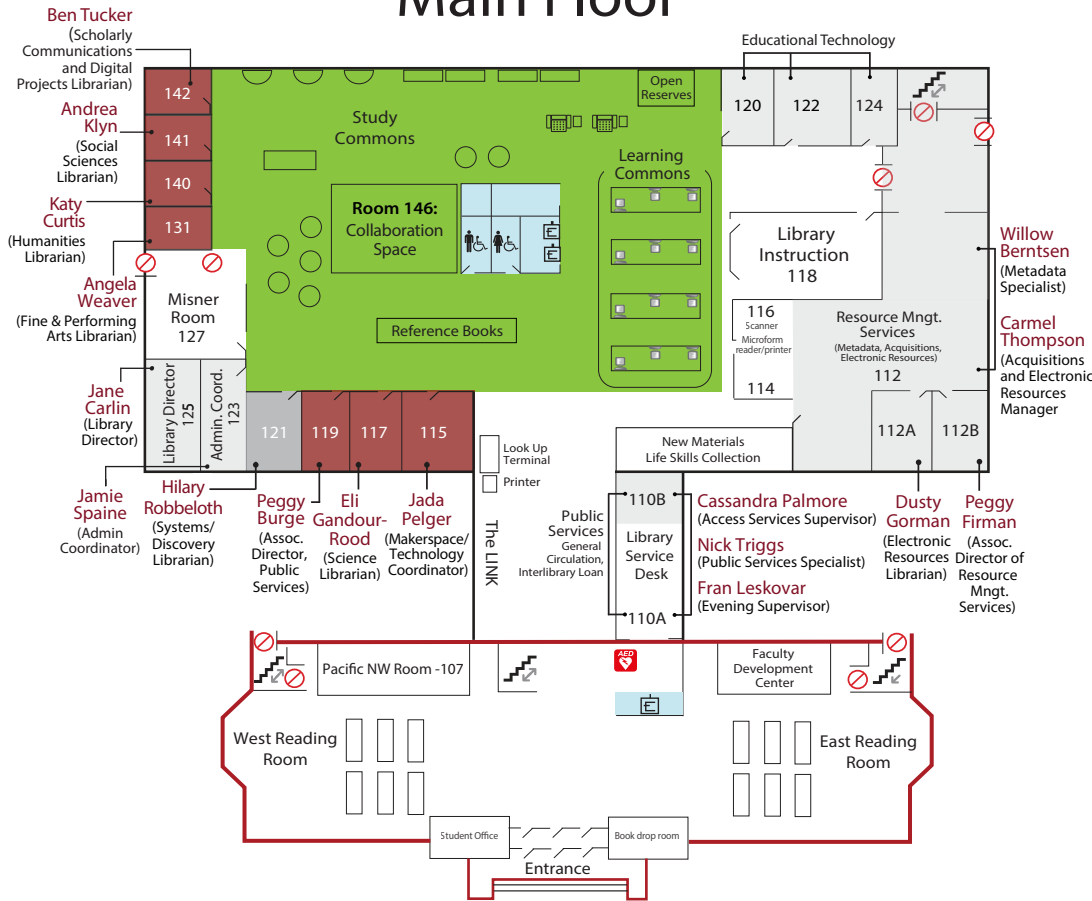 Main Floor
Ben Tucker
(Scholarly
Communications
and Digital
Projects Librarian)
Andrea
Klyn
(Social
Sciences
Librarian)
Katy
Curtis
(Humanities
Librarian)
Angela
Weaver
(Fine & Performing
Arts Librarian)
Jane
Carlin
(Library
Director)
Jamie
Spaine
(Admin
Coordinator)
142
141
140
131
Misner
Room
127
Library Director
125
Admin. Coord.
123
Study
Commons
Room 146:
Collaboration
Space
Reference Books
Open
Reserves
Learning
Commons
E
E
Educational Technology
120
122
124
Library
Instruction
118
116
Scanner
Microform
reader/printer
114
Resource Mngt.
Services
(Metadata, Acquisitions,
Electronic Resources)
112
112A
112B
Willow
Berntsen
(Metadata
Specialist)
Carmel
Thompson
(Acquisitions
and Electronic
Resources
Manager
121
119
117
115
Hilary
Robbeloth
(Systems/
Discovery
Librarian)
Peggy
Burge
(Assoc.
Director,
Public
Services)
Eli
Gandour-
Rood
(Science
Librarian)
Jada
Pelger
(Makerspace/
Technology
Coordinator)
Look Up
Terminal
Printer
The LINK
New Materials
Life Skills Collection
Public
Services
General
Circulation,
Interlibrary Loan
110B
Library
Service
Desk
110A
Cassandra Palmore
(Access Services Supervisor)
Nick Triggs
(Public Services Specialist)
Fran Leskovar
(Evening Supervisor)
Dusty
Gorman
(Electronic
Resources
Librarian)
Peggy
Firman
(Assoc.
Director of
Resource
Mngt.
Services)
Pacific NW Room -107
AED
E
Faculty
Development
Center
West Reading
Room
East Reading
Room
Student Office
Book drop room
Entrance